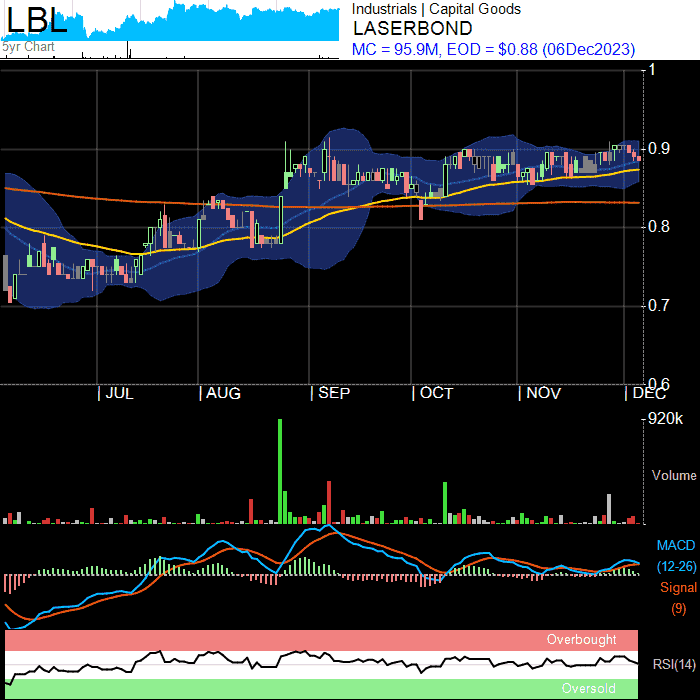 LBL
5yr Chart
Industrials | Capital Goods
LASERBOND
MC = 95.9M, EOD = $0.88 (06Dec2023)
1
0.9
0.8
0.7
0.6
| JUL | AUG | SEP | OCT | NOV | DEC
920k
Volume
MACD
(12-26)
Signal
(9)
Overbought
RSI(14)
Oversold